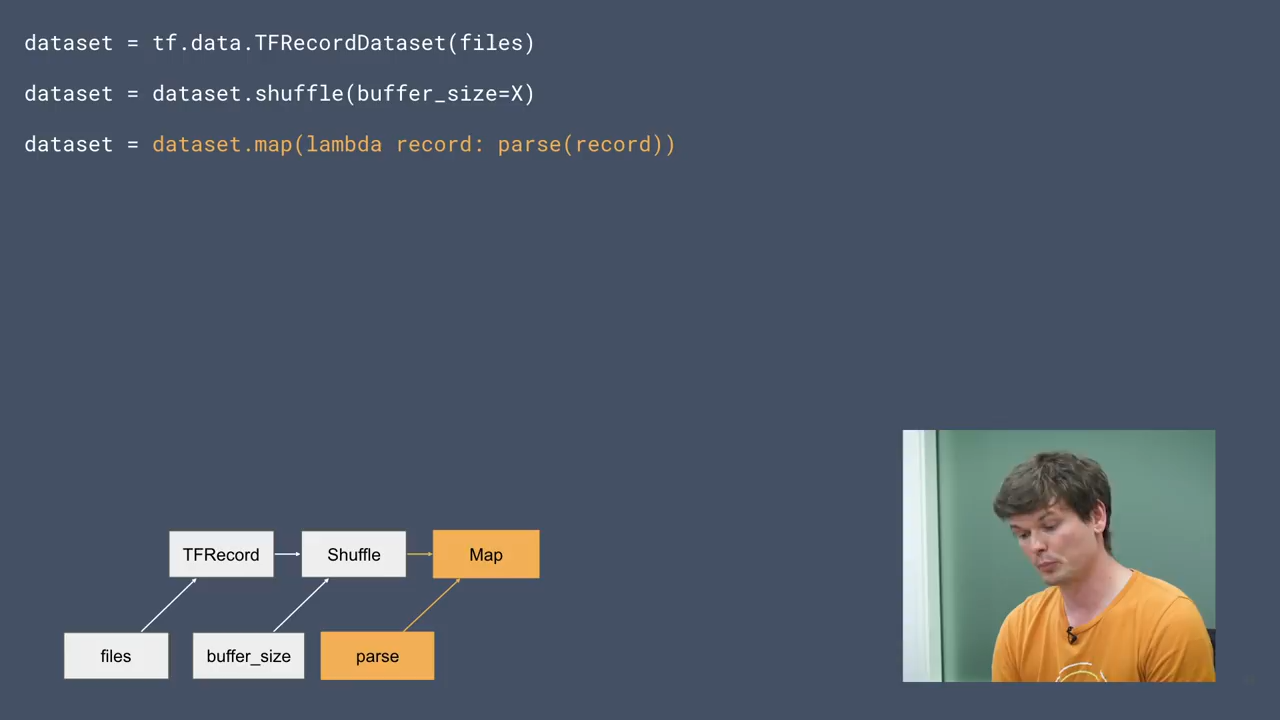 dataset = tf.data.TFRecordDataset(files)
dataset = dataset.shuffle(buffer_size=X)
dataset = dataset.map(lambda record: parse(record))
TFRecord
Shuffle
Map
files
buffer_size
parse